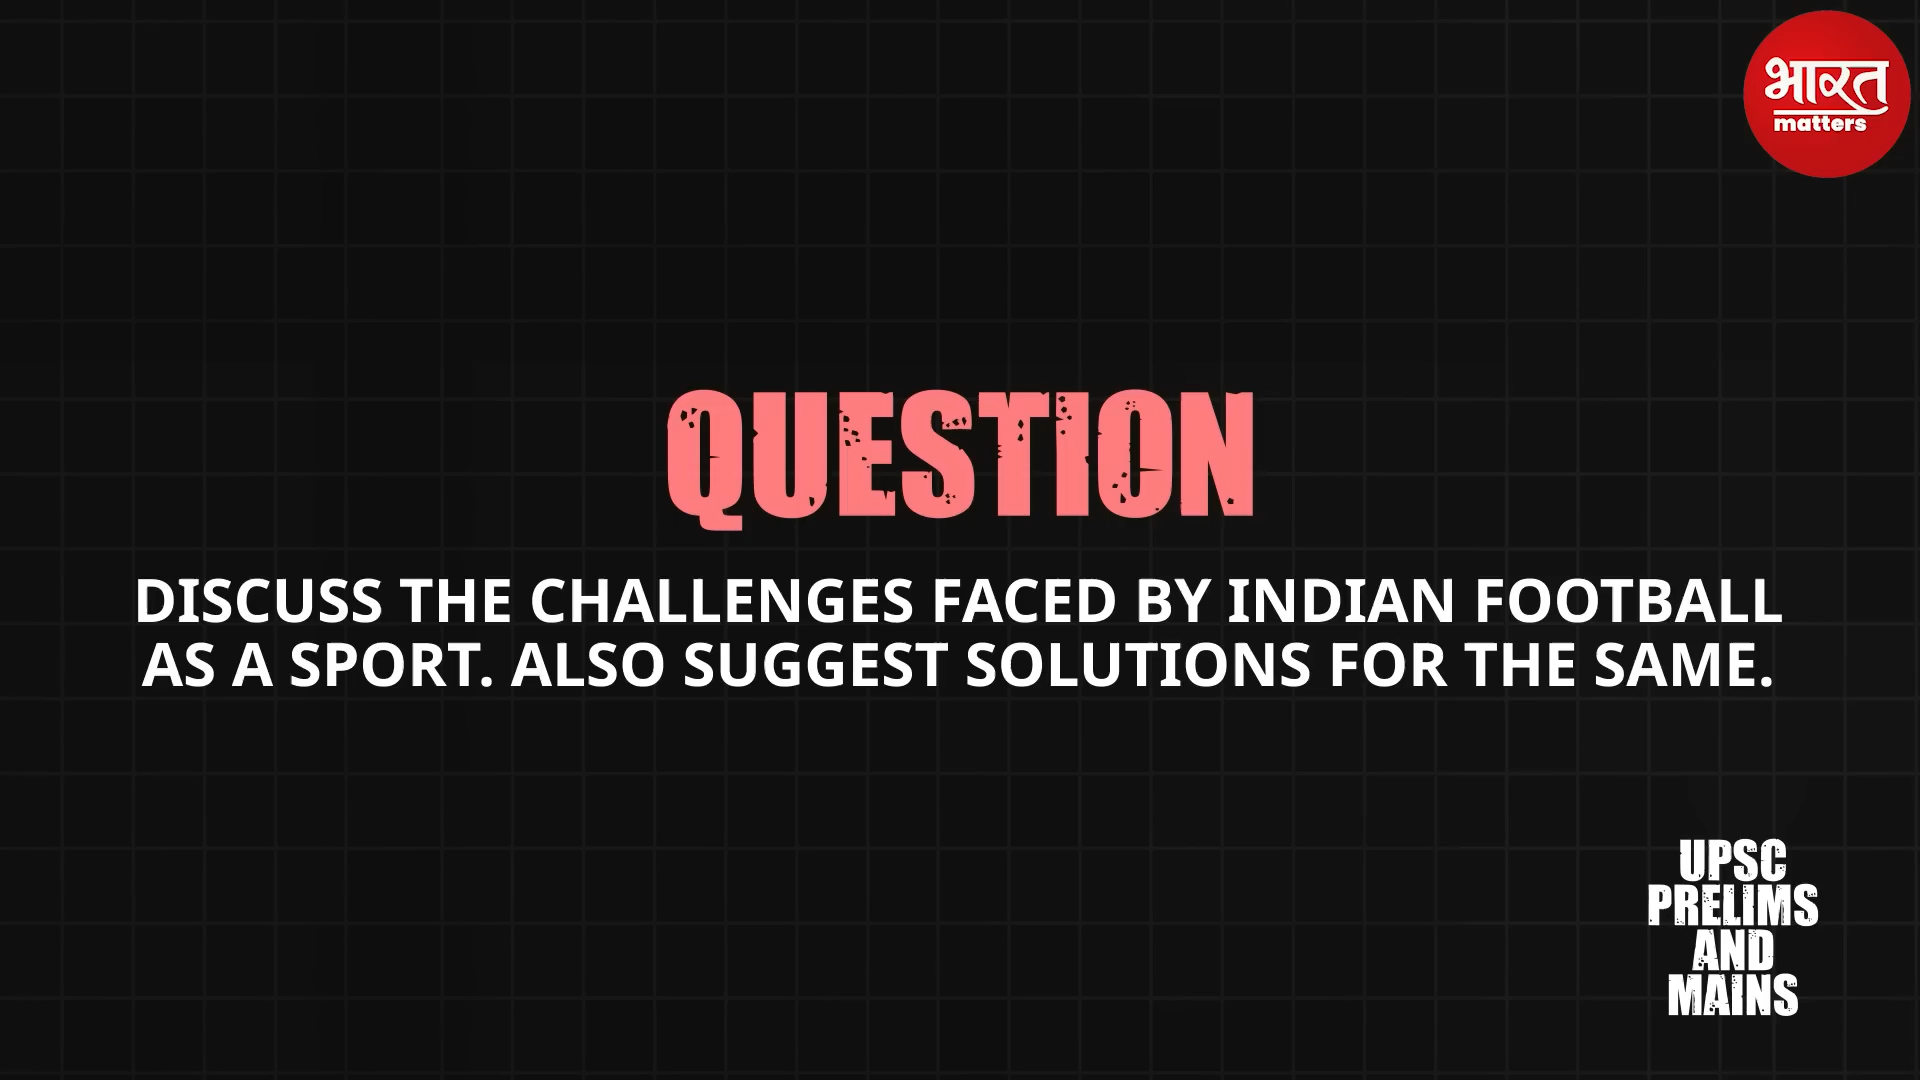 भारत
matters
QUESTION
DISCUSS THE CHALLENGES FACED BY INDIAN FOOTBALL
AS A SPORT. ALSO SUGGEST SOLUTIONS FOR THE SAME.
UPSC
PRELIMS
AND
MAINS